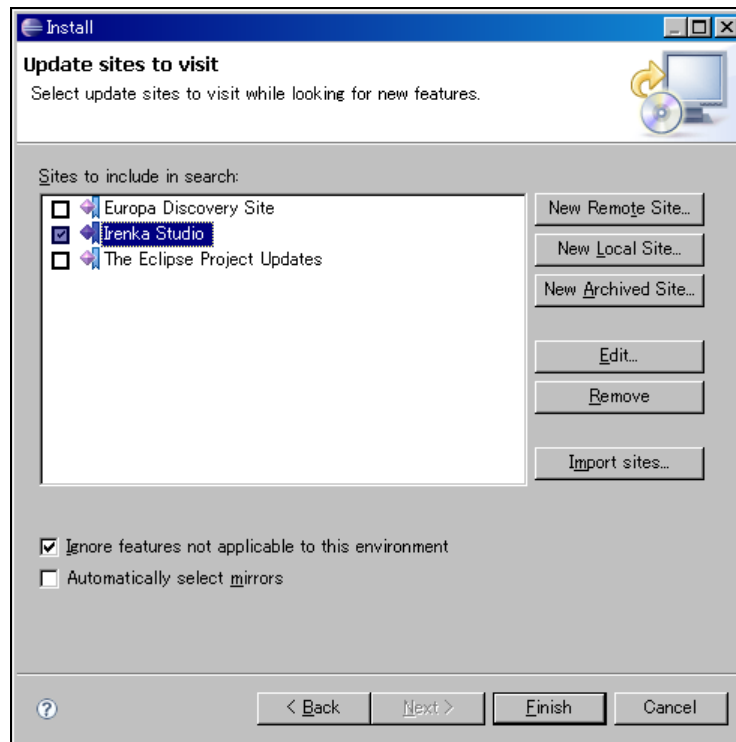 Install
Update sites to visit
Select update sites to visit while looking for new features.
Sites to include in search:
Europa Discovery Site
Irenka Studio
The Eclipse Project Updates
New Remote Site...
New Local Site...
New Archived Site...
Edit...
Remove
Import sites...
Ignore features not applicable to this environment
Automatically select mirrors
?
< Back
Next >
Finish
Cancel